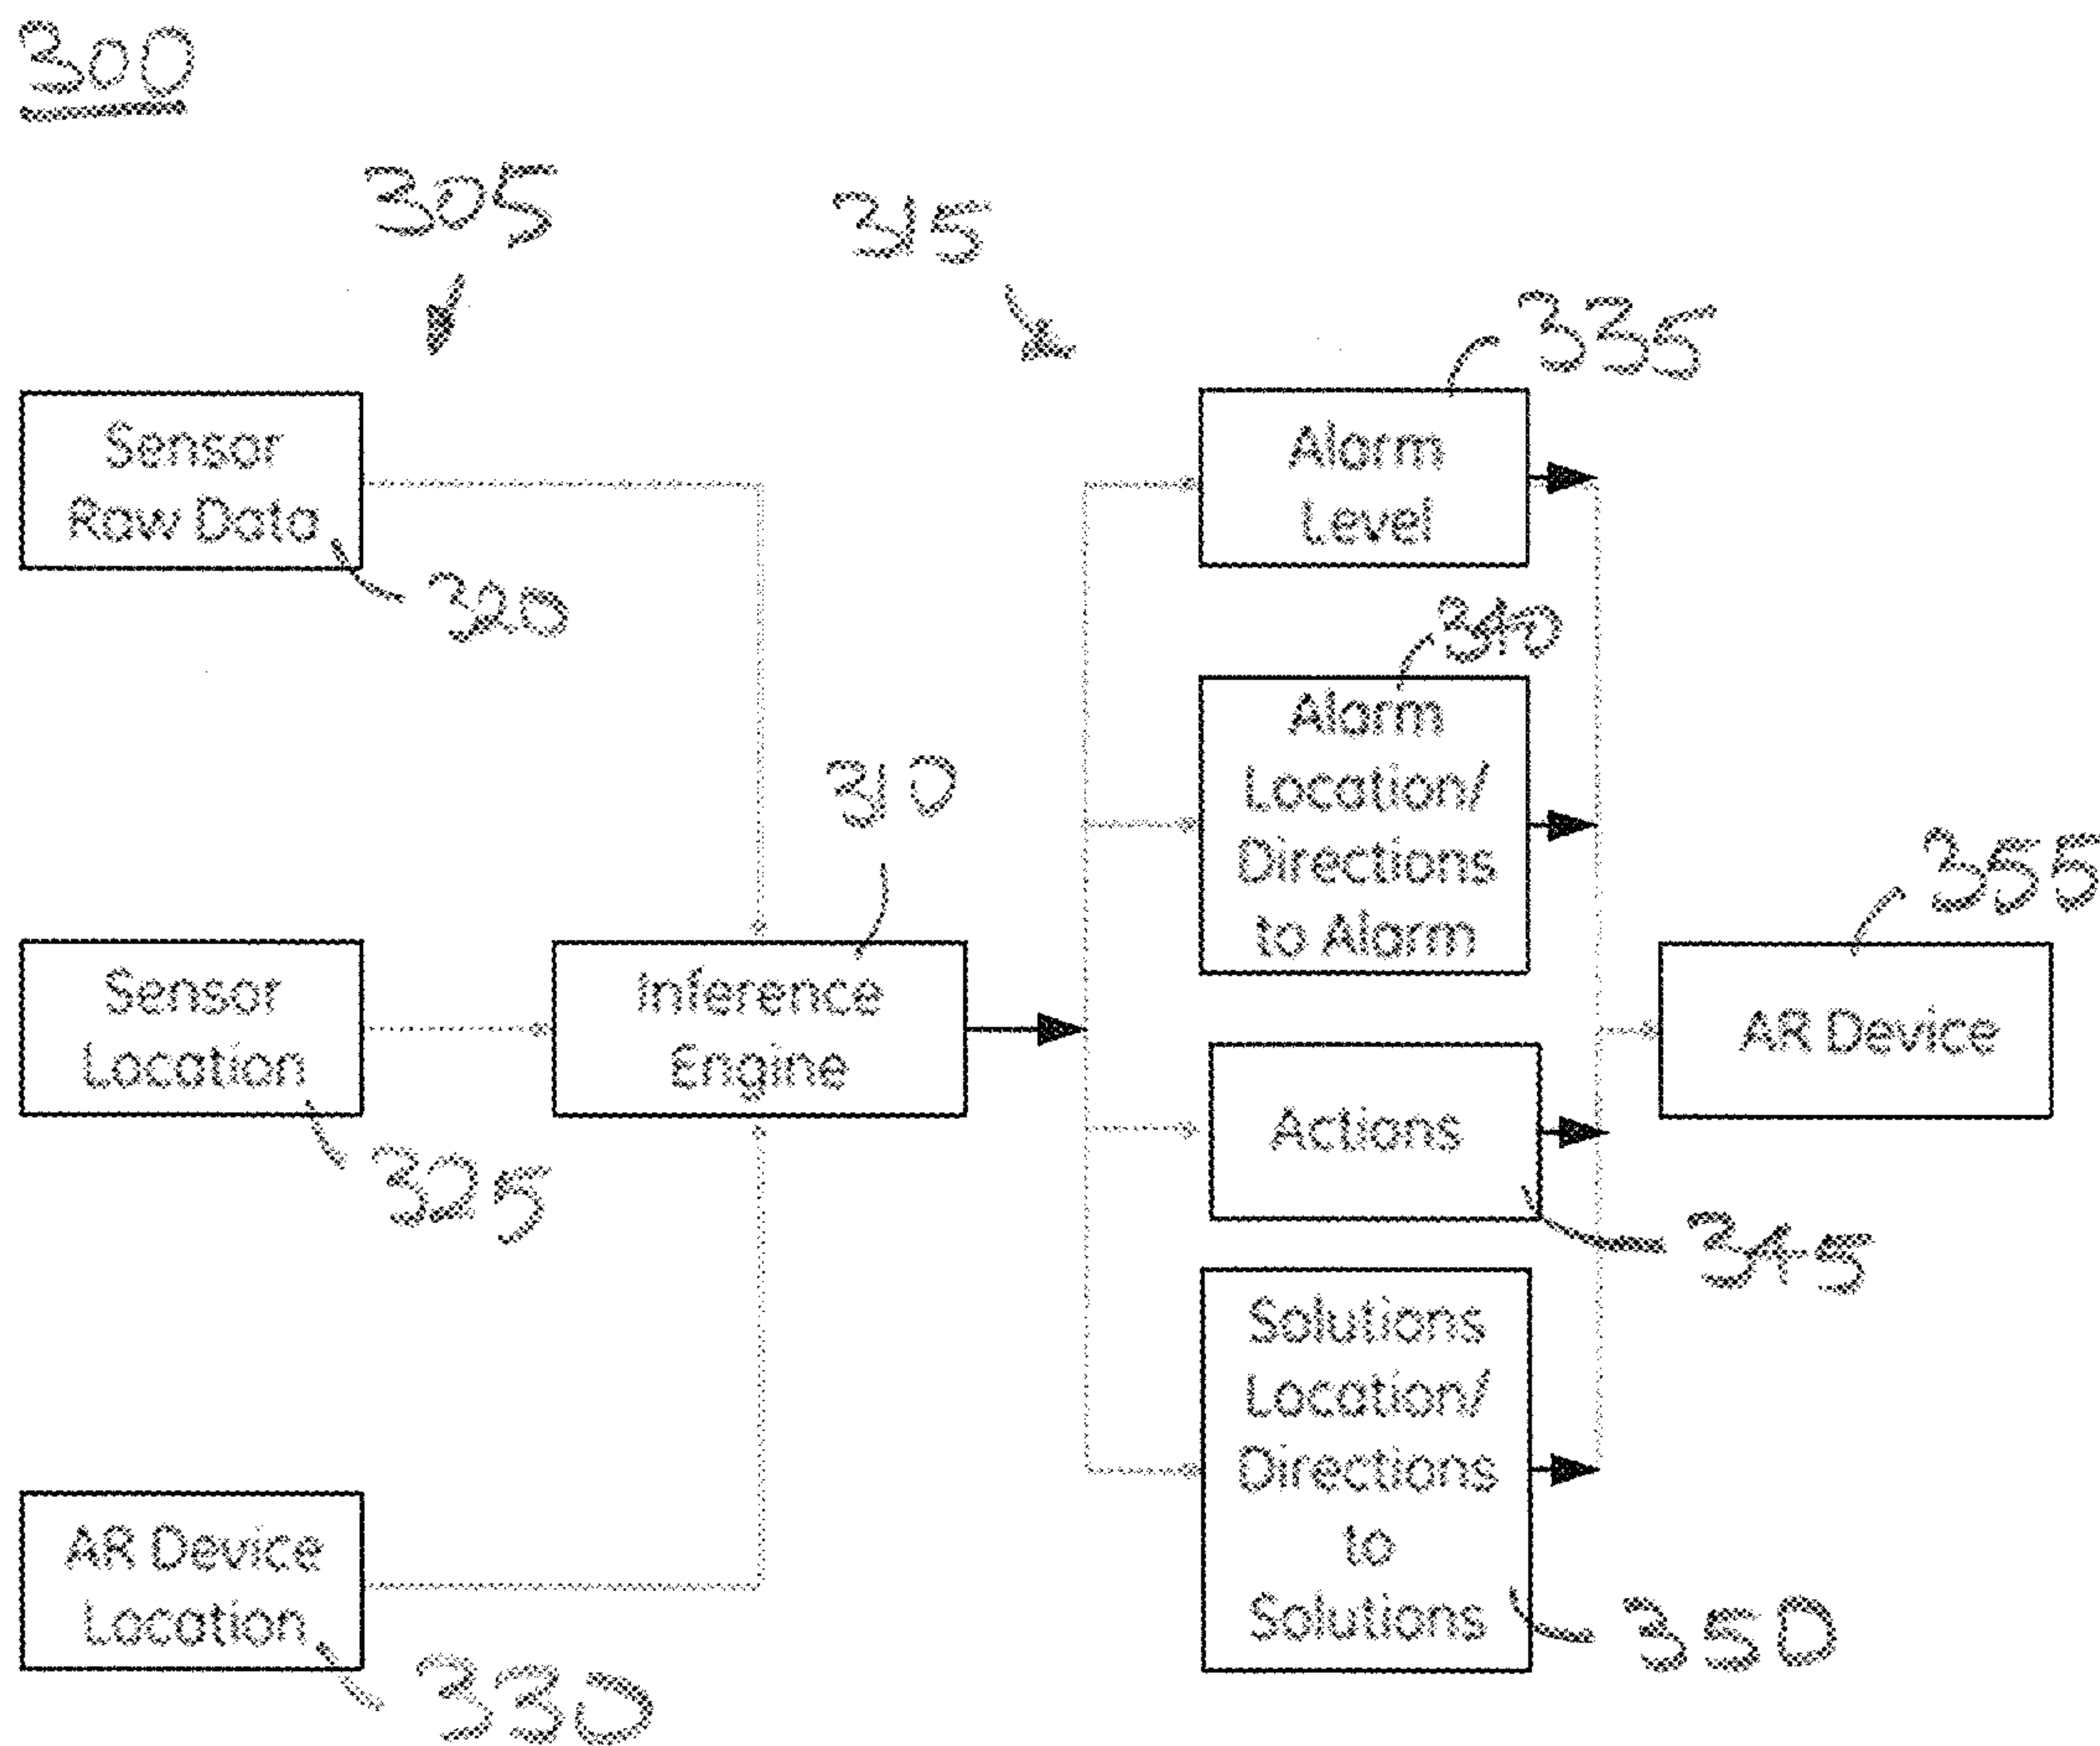 300
305
315
335
Sensor
Raw Data
320
Alarm
Level
340
Alarm
Location/
Directions
to Alarm
310
355
Sensor
Location
325
Inference
Engine
AR Device
Actions
345
Solutions
Location/
Directions
to
Solutions
350
AR Device
Location
330